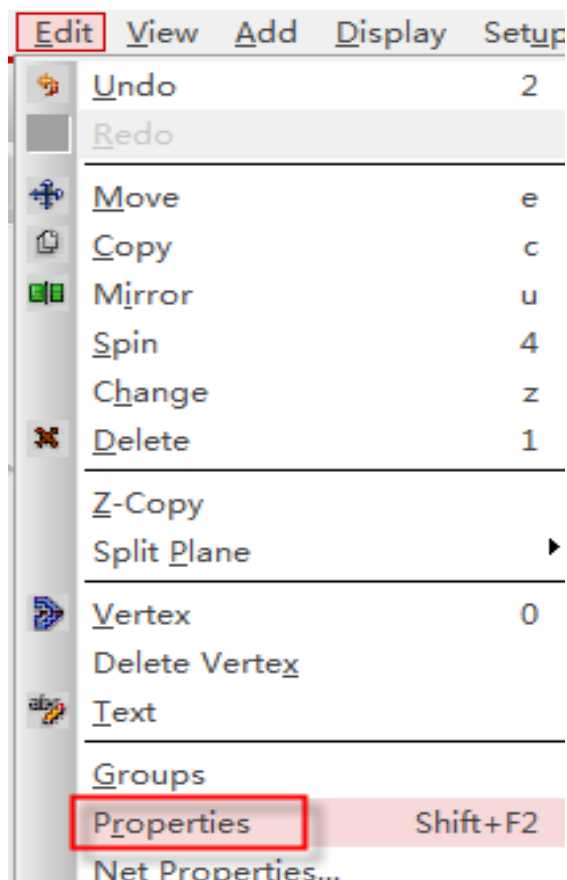 Edit View Add Display Setup
Undo 2
Redo
Move e
Copy c
Mirror u
Spin 4
Change z
Delete 1
Z-Copy
Split Plane
Vertex 0
Delete Vertex
Text
Groups
Properties Shift+F2
Net Properties...